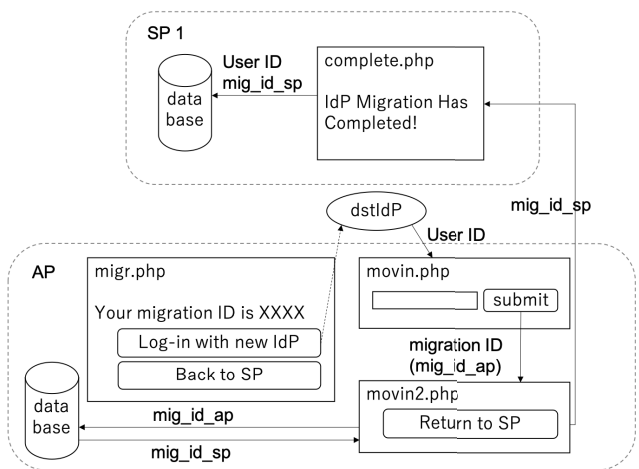 SP 1
User ID
mig_id_sp
data
base
complete.php
IdP Migration Has
Completed!
dstIdP
mig_id_sp
User ID
AP
migr.php
Your migration ID is XXXX
Log-in with new IdP
Back to SP
movin.php
submit
migration ID
(mig_id_ap)
data
base
mig_id_ap
mig_id_sp
movin2.php
Return to SP